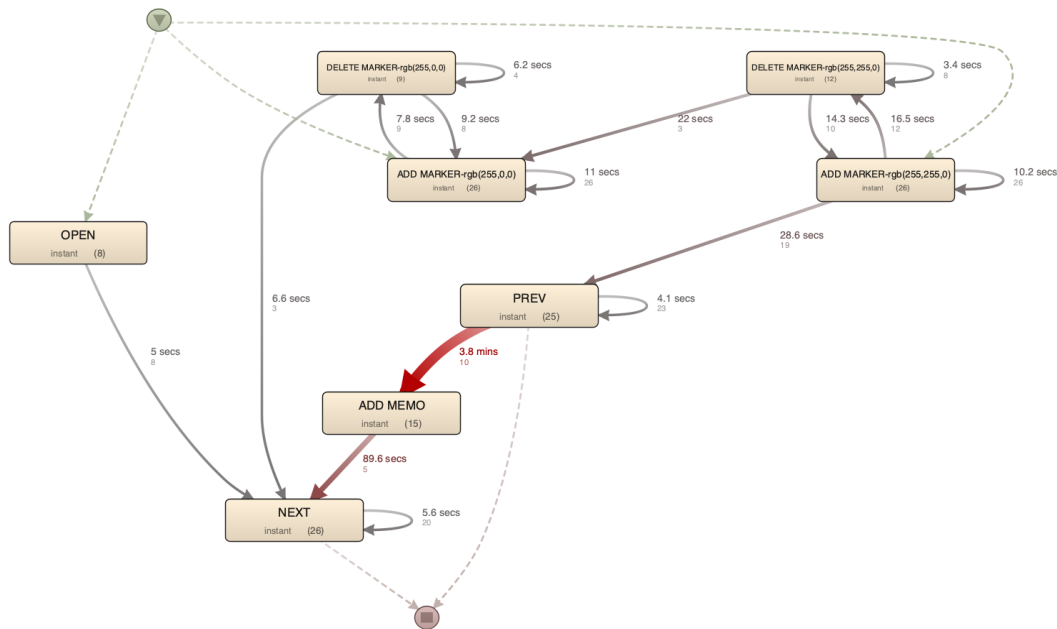 DELETE MARKER-rgb(255,0,0)
instant (9)
6.2 secs
4
DELETE MARKER-rgb(255,255,0)
instant (12)
3.4 secs
8
7.8 secs
9
9.2 secs
8
22 secs
3
14.3 secs
10
16.5 secs
12
ADD MARKER-rgb(255,0,0)
instant (26)
11 secs
26
ADD MARKER-rgb(255,255,0)
instant (26)
10.2 secs
26
OPEN
instant (8)
28.6 secs
19
6.6 secs
3
PREV
instant (25)
4.1 secs
23
5 secs
8
3.8 mins
10
ADD MEMO
instant (15)
89.6 secs
5
NEXT
instant (26)
5.6 secs
20